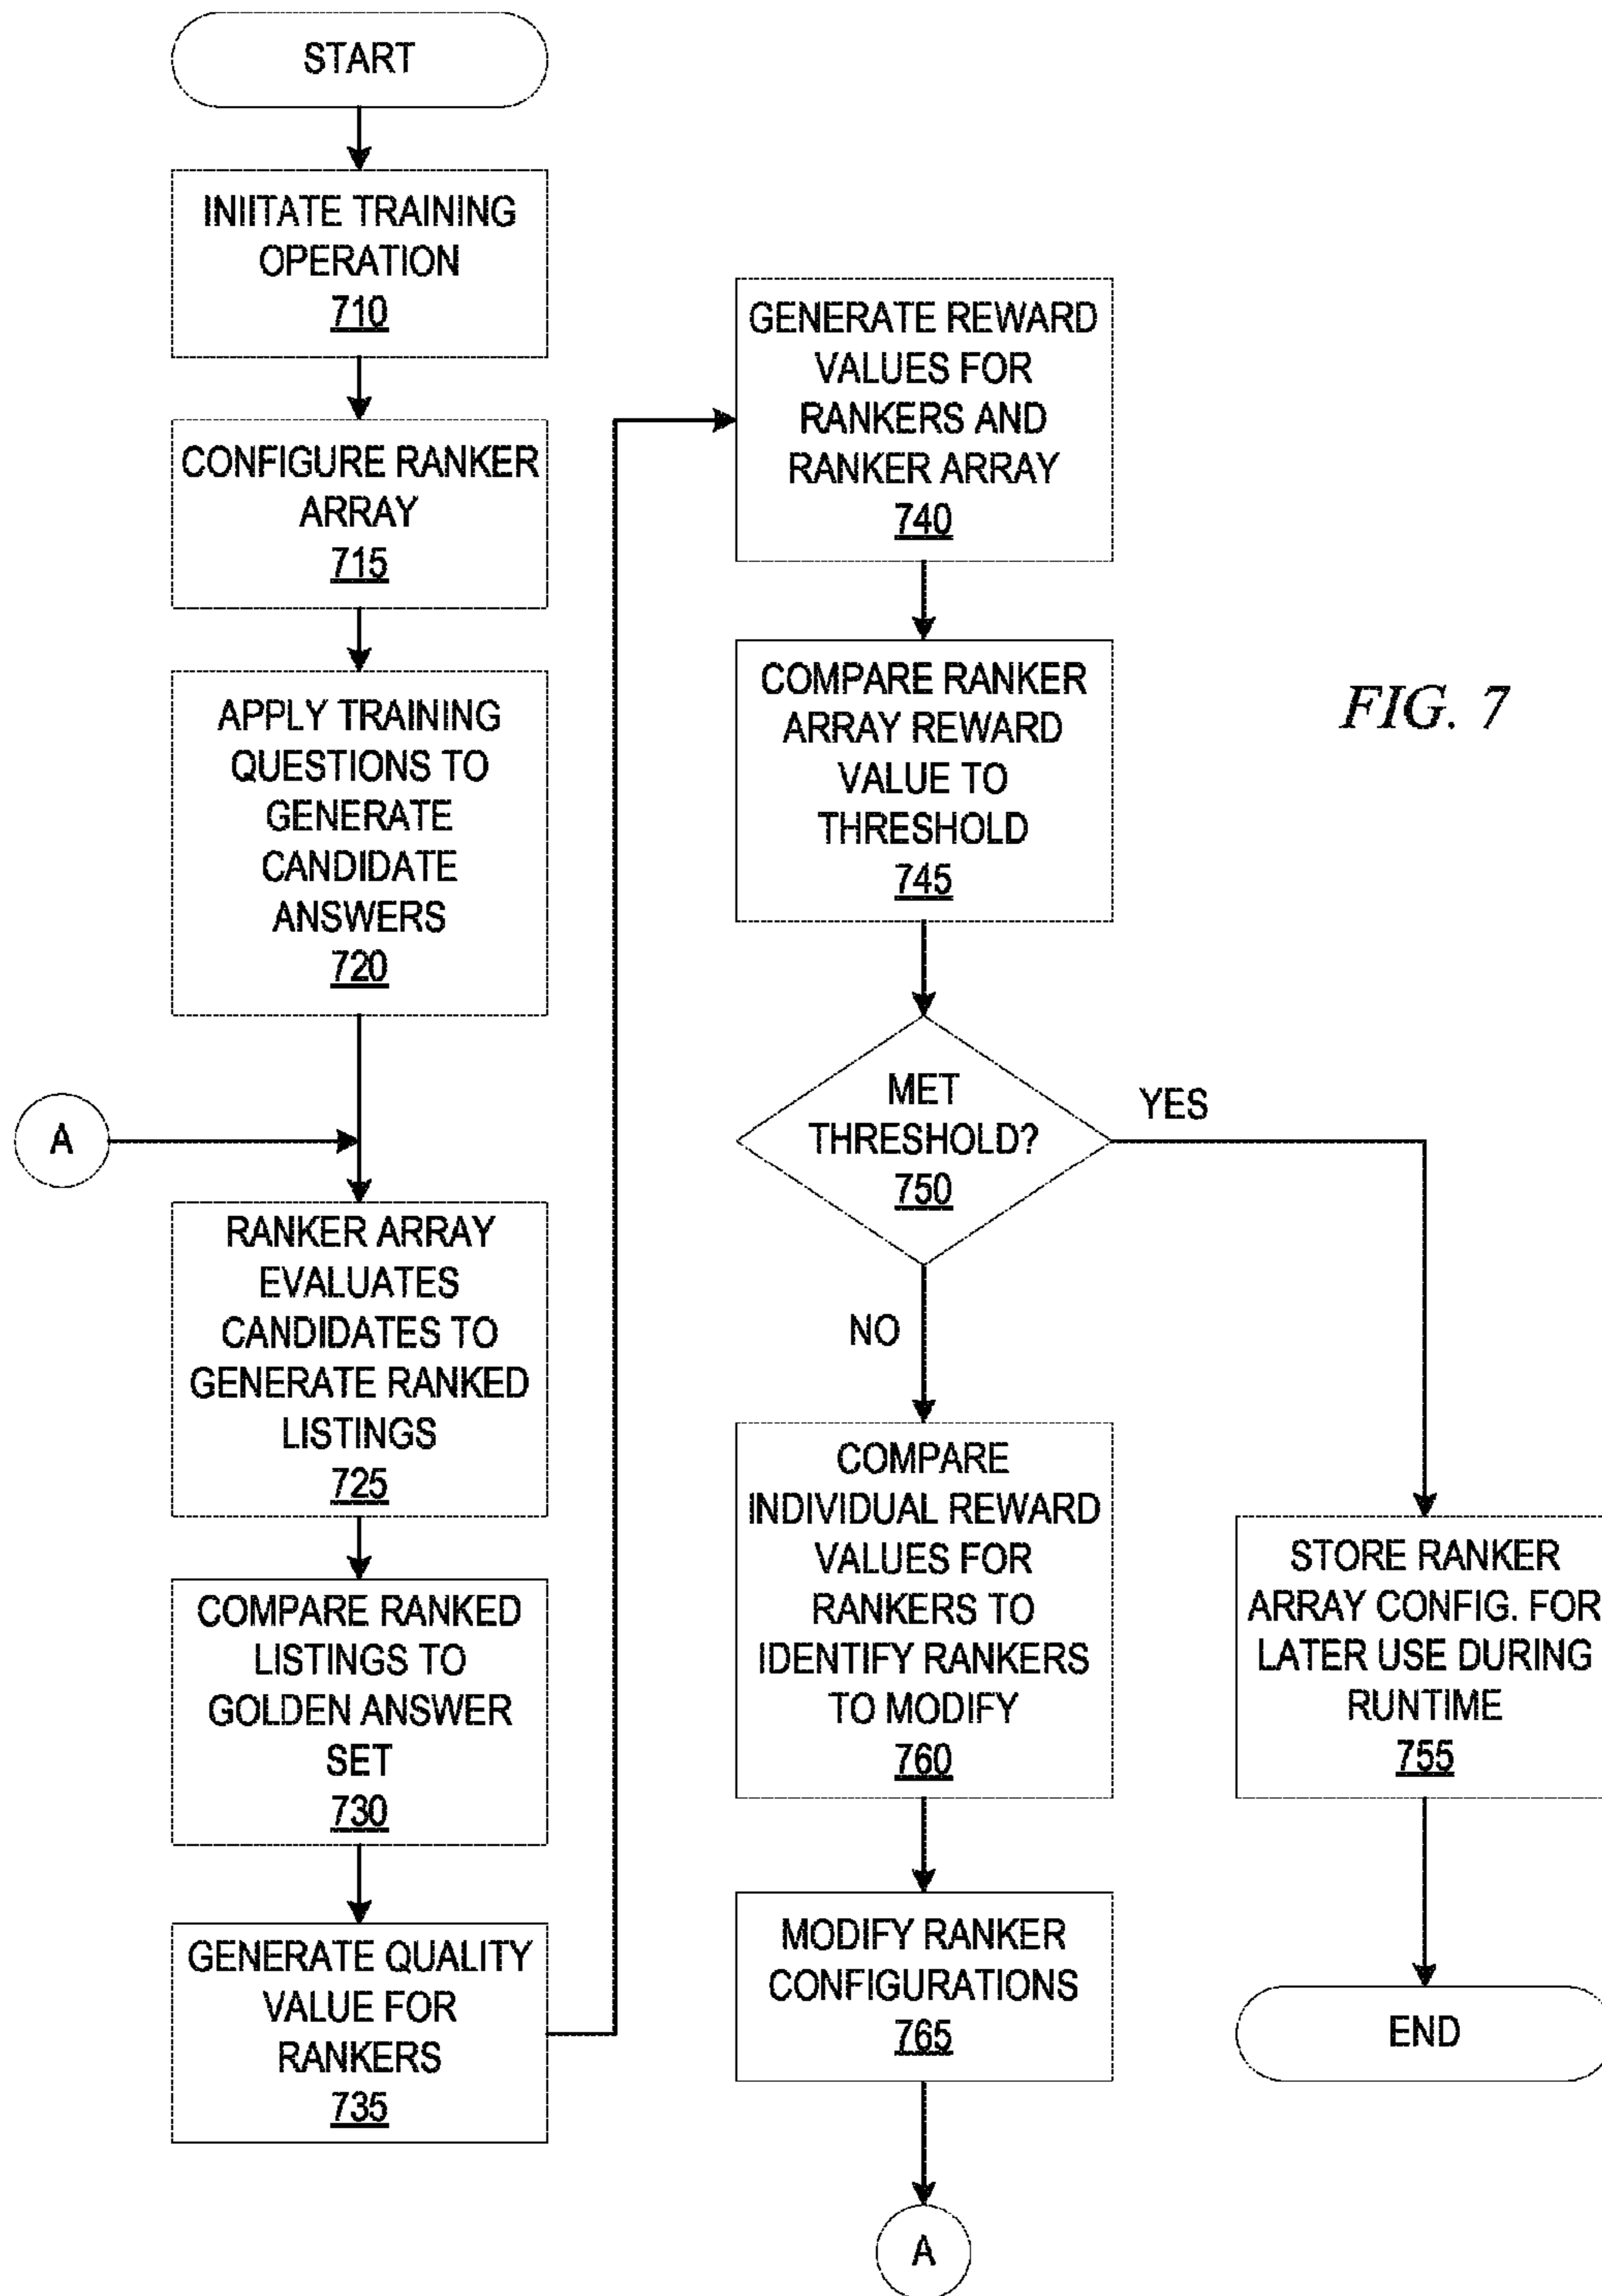 START
INIITATE TRAINING
OPERATION
710
CONFIGURE RANKER
ARRAY
715
APPLY TRAINING
QUESTIONS TO
GENERATE
CANDIDATE
ANSWERS
720
A
RANKER ARRAY
EVALUATES
CANDIDATES TO
GENERATE RANKED
LISTINGS
725
COMPARE RANKED
LISTINGS TO
GOLDEN ANSWER
SET
730
GENERATE QUALITY
VALUE FOR
RANKERS
735
GENERATE REWARD
VALUES FOR
RANKERS AND
RANKER ARRAY
740
COMPARE RANKER
ARRAY REWARD
VALUE TO
THRESHOLD
745
MET
THRESHOLD?
750
YES
NO
COMPARE
INDIVIDUAL REWARD
VALUES FOR
RANKERS TO
IDENTIFY RANKERS
TO MODIFY
760
MODIFY RANKER
CONFIGURATIONS
765
A
STORE RANKER
ARRAY CONFIG. FOR
LATER USE DURING
RUNTIME
755
END
FIG. 7